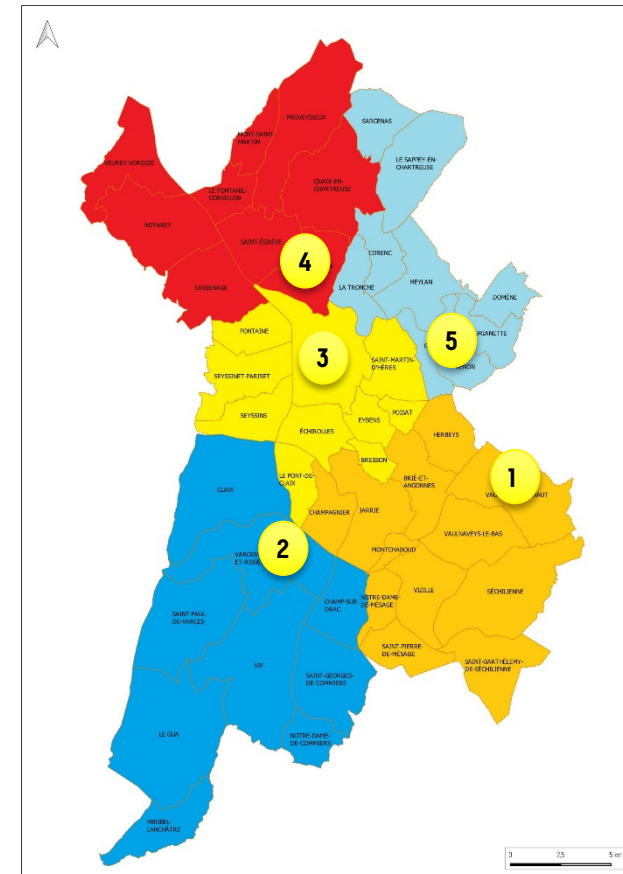 PROVEYSIEUX
SARCENAS
MONT-SAINT
MARTIN
LE SAPPEY-EN-
CHARTREUSE
VEUREY-VOROIZE
QUAIX-EN-
CHARTREUSE
LE FONTANIL-
CORNILLON
NOYAREY
SAINT-ÉGRÈVE
4
CORENC
SASSENAGE
LA TRONCHE
MEYLAN
DOMÈNE
FONTAINE
5
3
SAINT-MARTIN-
D'HÈRES
SEYSSINET-PARISET
SEYSSINS
POISAT
EYBENS
ÉCHIROLLES
HERBEYS
BRESSON
LE PONT-DE-
CLAIX
BRIÉ-ET-
ANGONNES
1
CLAIX
CHAMPAGNIER
JARRIE
VAULNAVEYS-LE-BAS
2
MONTCHABOUD
CHAMP-SUR
DRAC
NOTRE-DAME-
DE-MÉSAGE
VIZILLE
SÉCHILIENNE
SAINT-PAUL-
DE-VARCES
SAINT-PIERRE-
DE-MÉSAGE
SAINT-BARTHÉLEMY-
DE-SÉCHILIENNE
VIF
SAINT-GEORGES-
DE-COMMIERS
LE GUA
NOTRE-DAME-
DE-COMMIERS
MIRIBEL-
LANCHÂTRE
0 2,5 5 km